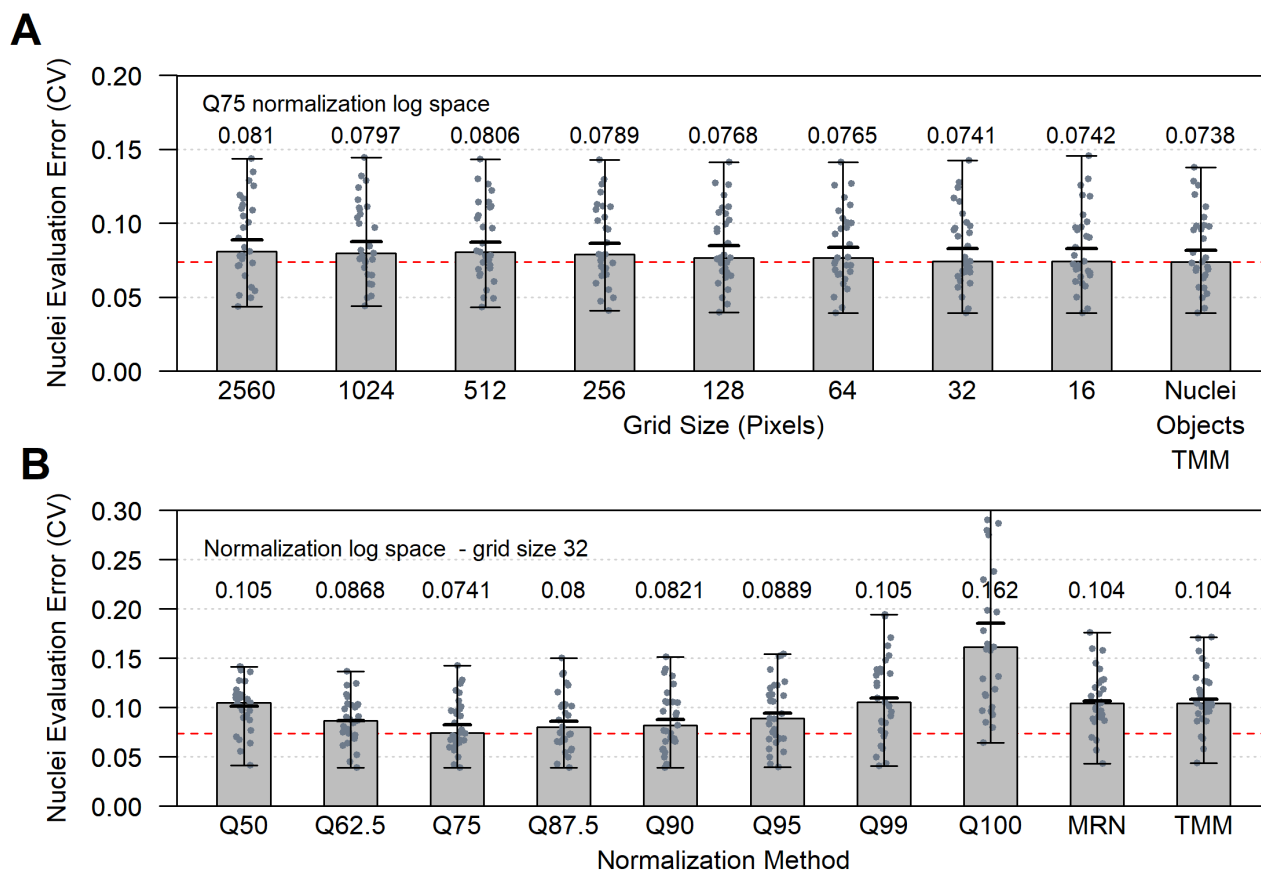 A
Nuclei Evaluation Error (CV)
0.20
0.15
0.10
0.05
0.00
Q75 normalization log space
0.081 0.0797 0.0806 0.0789 0.0768 0.0765 0.0741 0.0742 0.0738
2560 1024 512 256 128 64 32 16 Nuclei
Objects
TMM
Grid Size (Pixels)
B
Nuclei Evaluation Error (CV)
0.30
0.25
0.20
0.15
0.10
0.05
0.00
Normalization log space - grid size 32
0.105 0.0868 0.0741 0.08 0.0821 0.0889 0.105 0.162 0.104 0.104
Q50 Q62.5 Q75 Q87.5 Q90 Q95 Q99 Q100 MRN TMM
Normalization Method